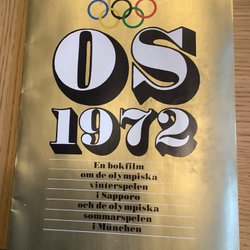 OS
1972
En bokfilm
om de olympiska
vinterspelen
i Sapporo
och de olympiska
sommarspelen
i München